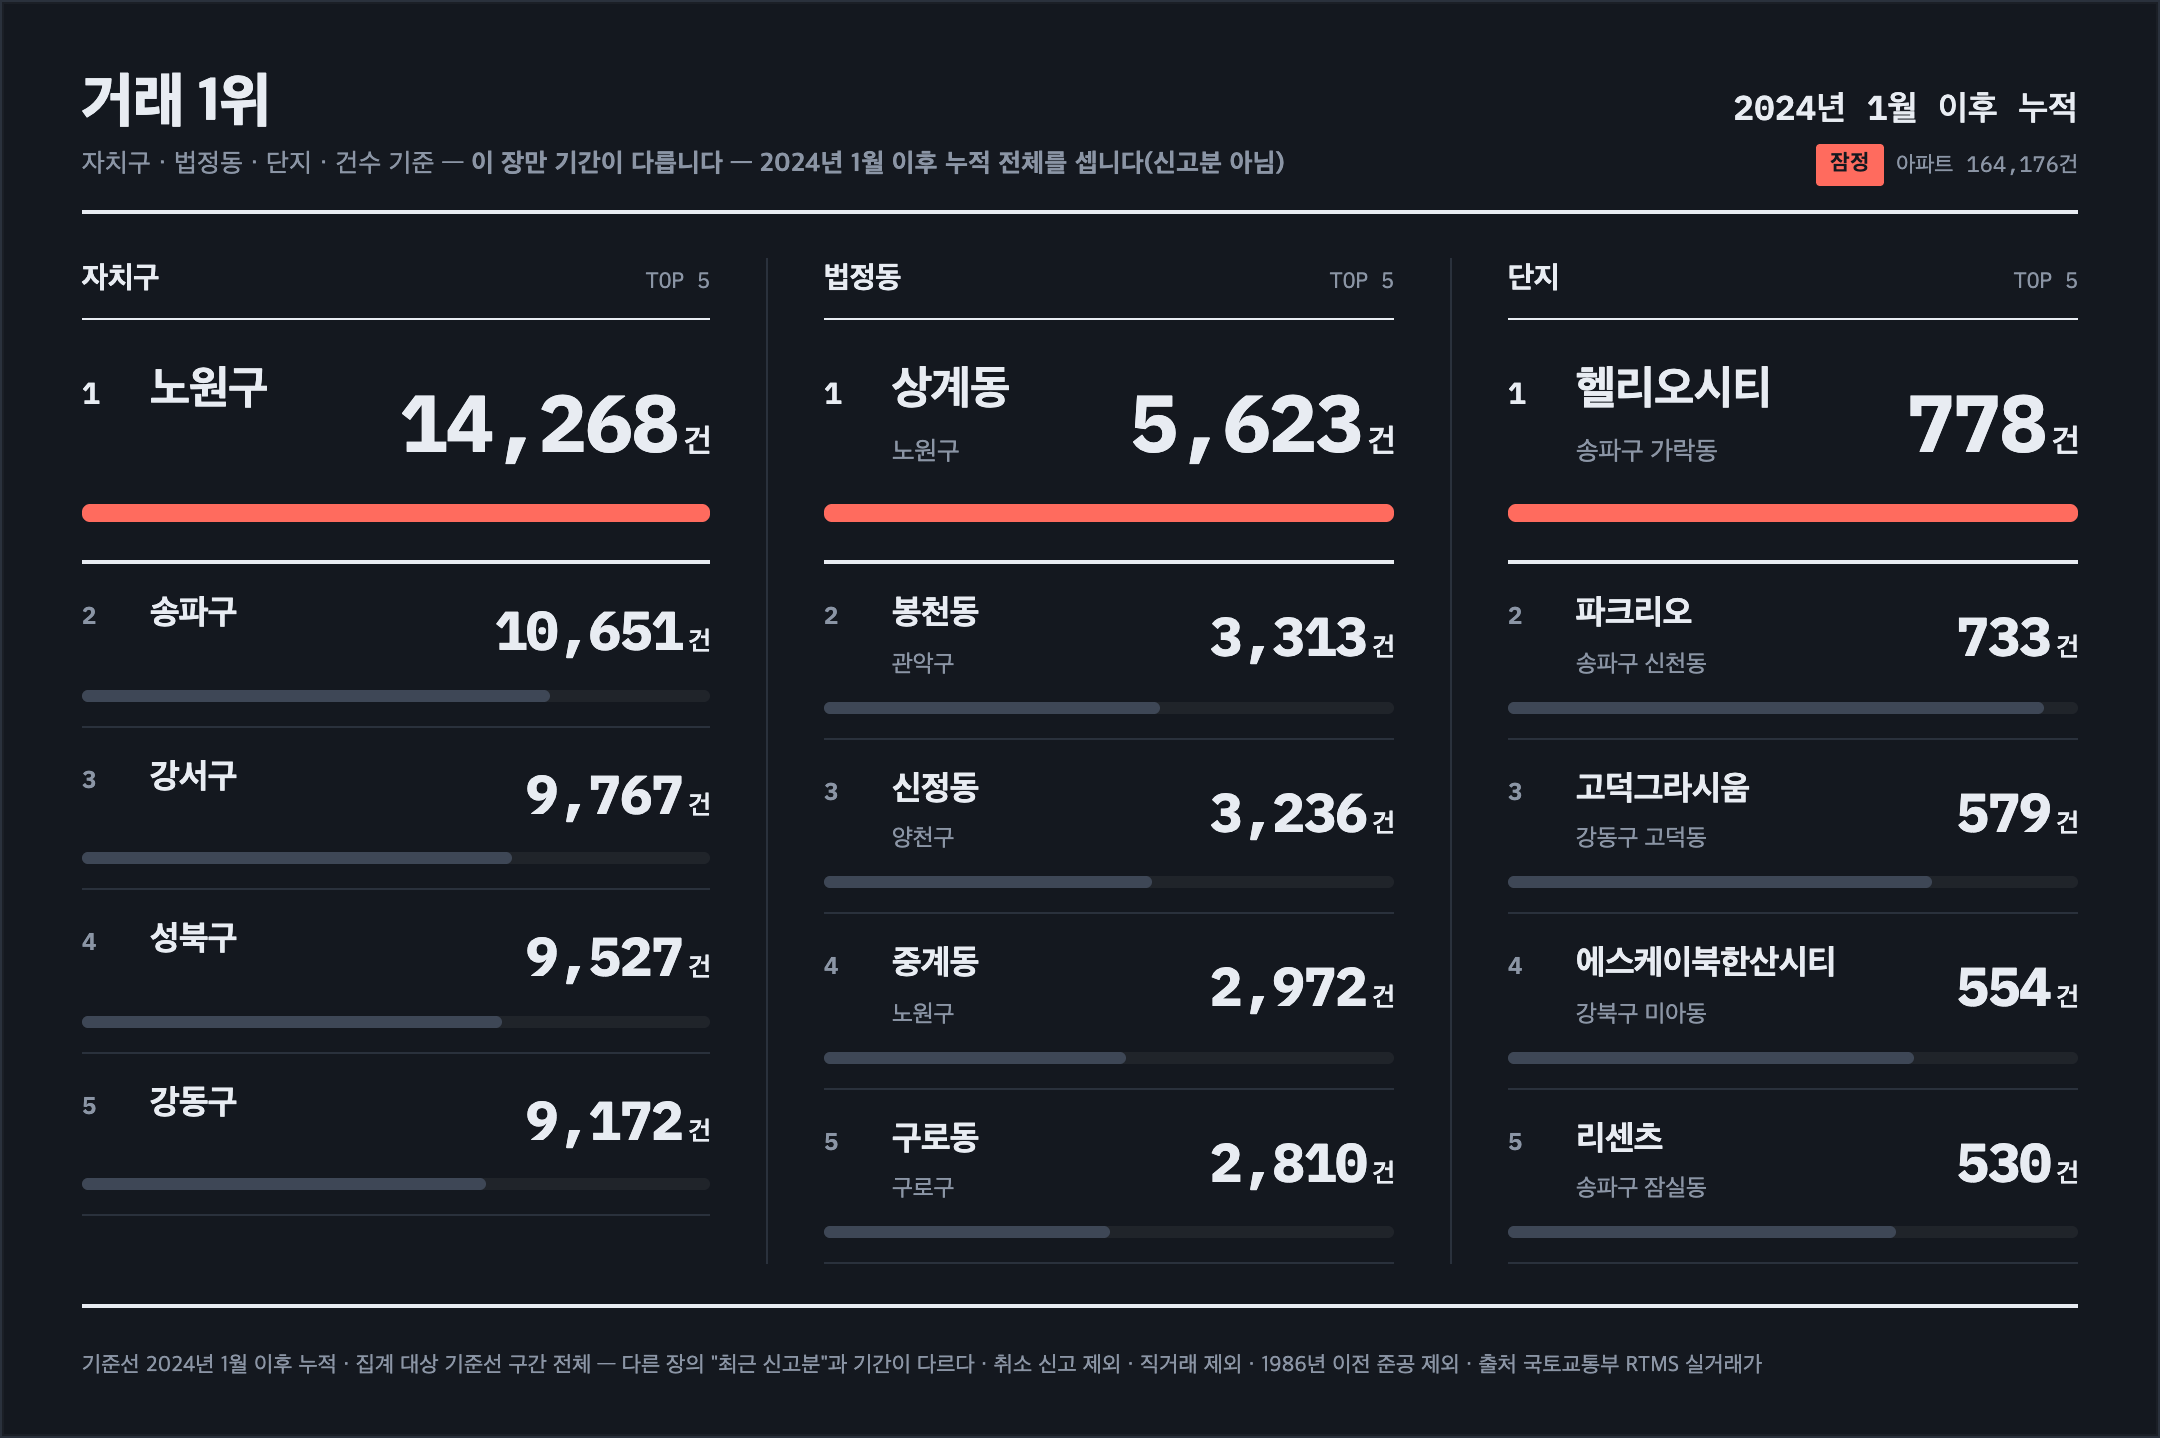 거래 1위
2024년 1월 이후 누적
자치구 · 법정동 · 단지 · 건수 기준 — 이 장만 기간이 다릅니다 — 2024년 1월 이후 누적 전체를 셉니다(신고분 아님)
잠정 아파트 164,176건
자치구 TOP 5
1 노원구 14,268건
2 송파구 10,651건
3 강서구 9,767건
4 성북구 9,527건
5 강동구 9,172건
법정동 TOP 5
1 상계동 5,623건
노원구
2 봉천동 3,313건
관악구
3 신정동 3,236건
양천구
4 중계동 2,972건
노원구
5 구로동 2,810건
구로구
단지 TOP 5
1 헬리오시티 778건
송파구 가락동
2 파크리오 733건
송파구 신천동
3 고덕그라시움 579건
강동구 고덕동
4 에스케이북한산시티 554건
강북구 미아동
5 리센츠 530건
송파구 잠실동
기준선 2024년 1월 이후 누적 · 집계 대상 기준선 구간 전체 — 다른 장의 "최근 신고분"과 기간이 다르다 · 취소 신고 제외 · 직거래 제외 · 1986년 이전 준공 제외 · 출처 국토교통부 RTMS 실거래가